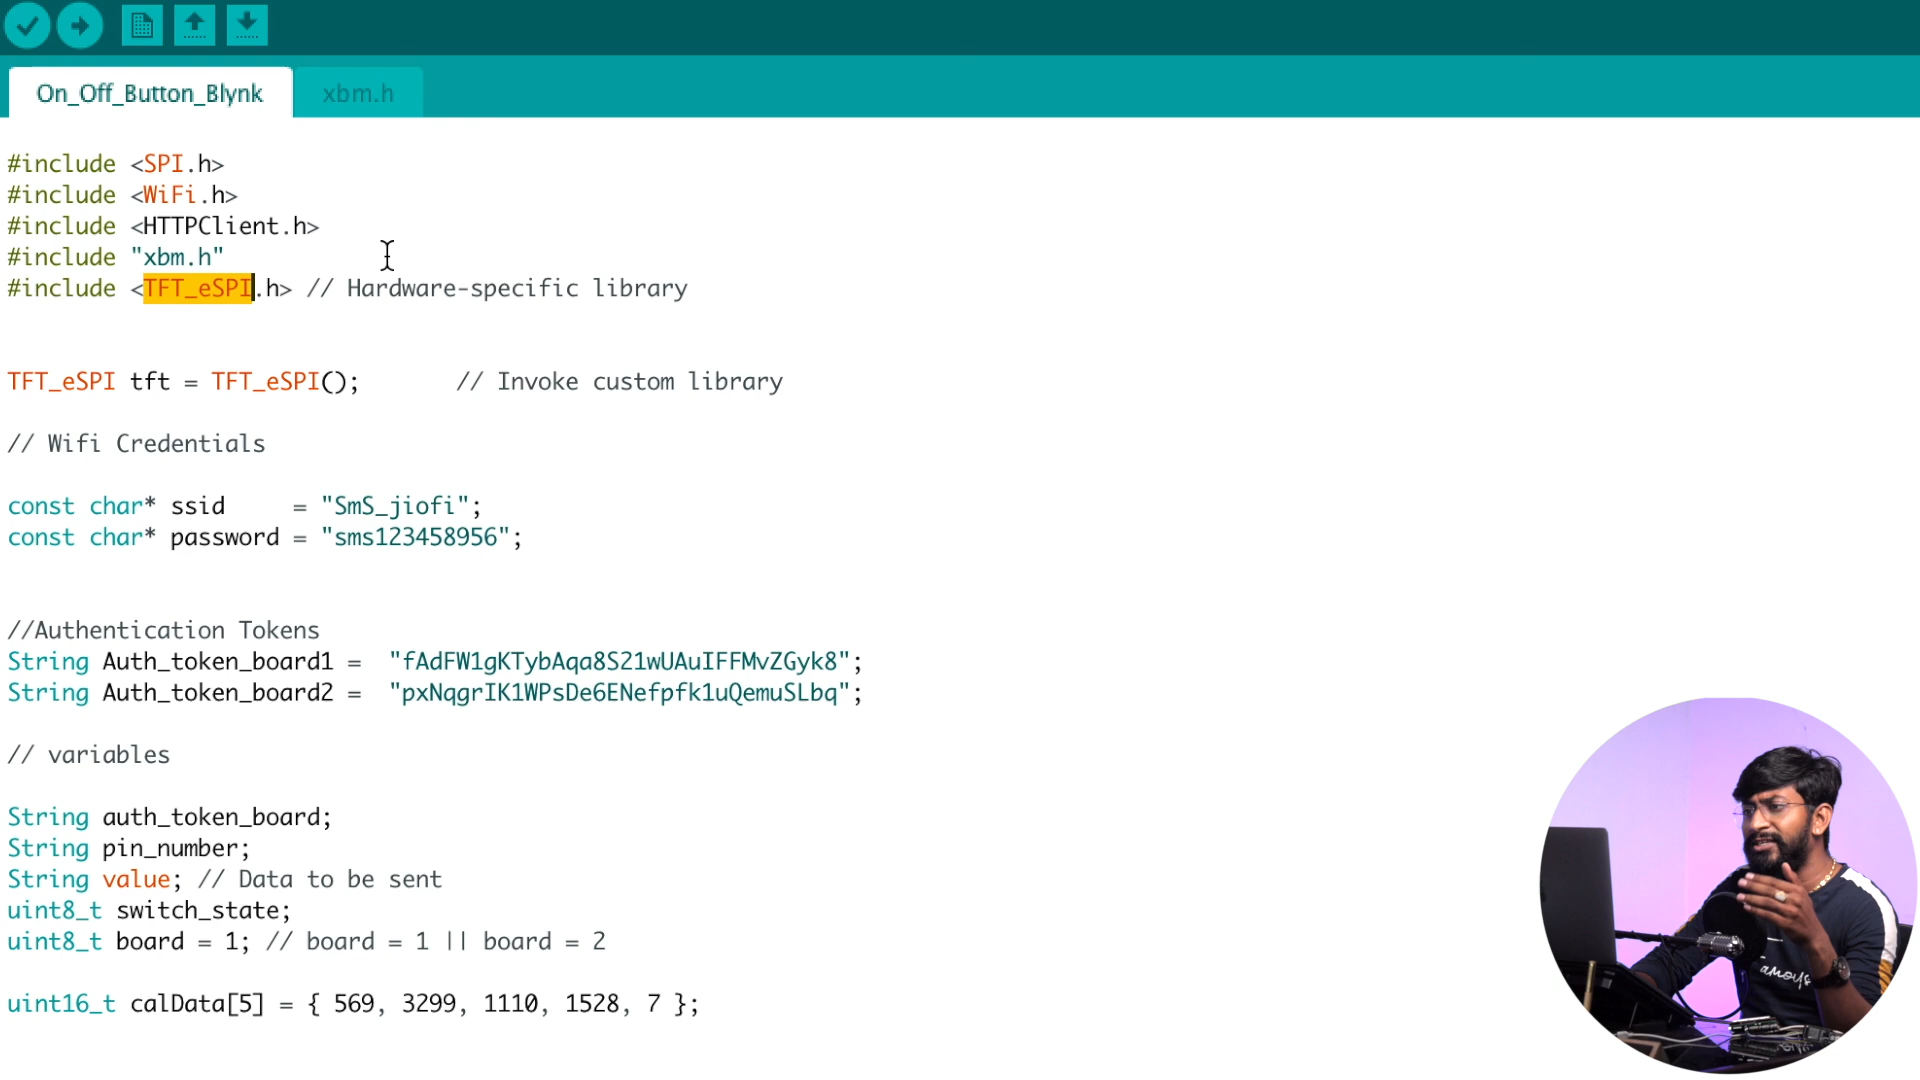 On_Off_Button_Blynk
xbm.h
#include <SPI.h>
#include <WiFi.h>
#include <HTTPClient.h>
#include "xbm.h"
#include <TFT_eSPI.h> // Hardware-specific library
TFT_eSPI tft = TFT_eSPI(); // Invoke custom library
// Wifi Credentials
const char* ssid = "SmS_jiofi";
const char* password = "sms123458956";
//Authentication Tokens
String Auth_token_board1 = "fAdFW1gKTybAqa8S21wUAuIFFMvZGyk8";
String Auth_token_board2 = "pxNqgrIK1WPsDe6ENefpfk1uQemuSLbq";
// variables
String auth_token_board;
String pin_number;
String value; // Data to be sent
uint8_t switch_state;
uint8_t board = 1; // board = 1 || board = 2
uint16_t calData[5] = { 569, 3299, 1110, 1528, 7 };